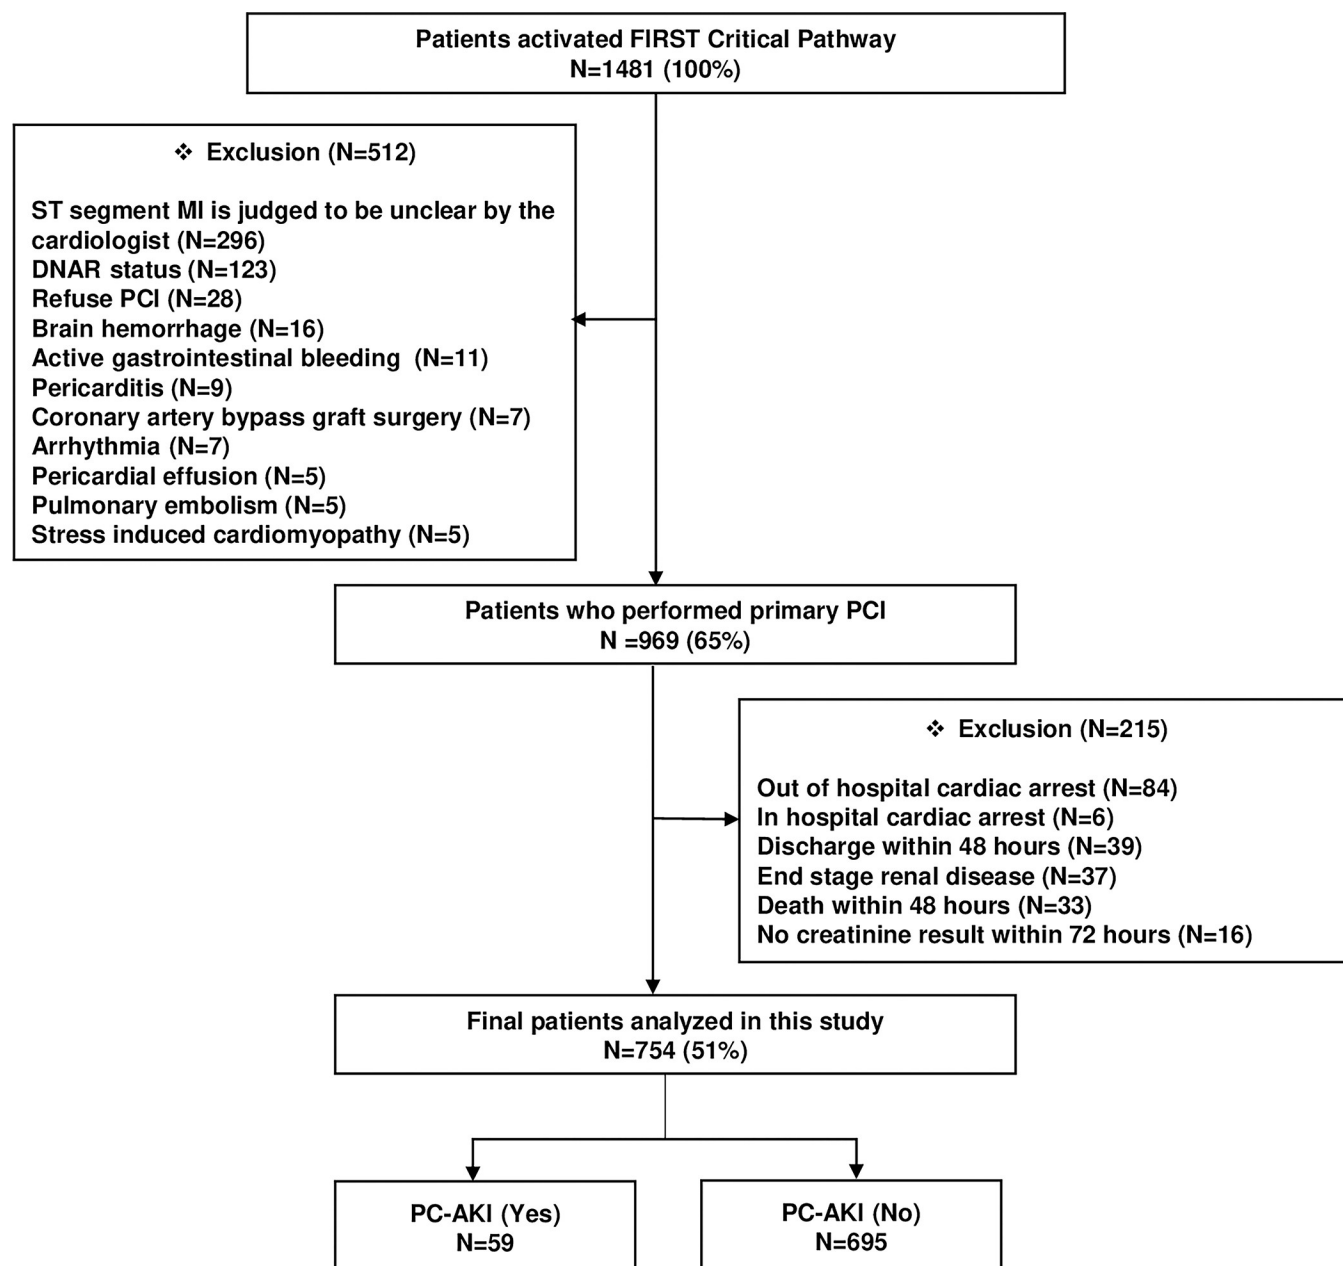 Patients activated FIRST Critical Pathway
N=1481 (100%)
❖ Exclusion (N=512)
ST segment MI is judged to be unclear by the
cardiologist (N=296)
DNAR status (N=123)
Refuse PCI (N=28)
Brain hemorrhage (N=16)
Active gastrointestinal bleeding (N=11)
Pericarditis (N=9)
Coronary artery bypass graft surgery (N=7)
Arrhythmia (N=7)
Pericardial effusion (N=5)
Pulmonary embolism (N=5)
Stress induced cardiomyopathy (N=5)
Patients who performed primary PCI
N =969 (65%)
❖ Exclusion (N=215)
Out of hospital cardiac arrest (N=84)
In hospital cardiac arrest (N=6)
Discharge within 48 hours (N=39)
End stage renal disease (N=37)
Death within 48 hours (N=33)
No creatinine result within 72 hours (N=16)
Final patients analyzed in this study
N=754 (51%)
PC-AKI (Yes)
N=59
PC-AKI (No)
N=695